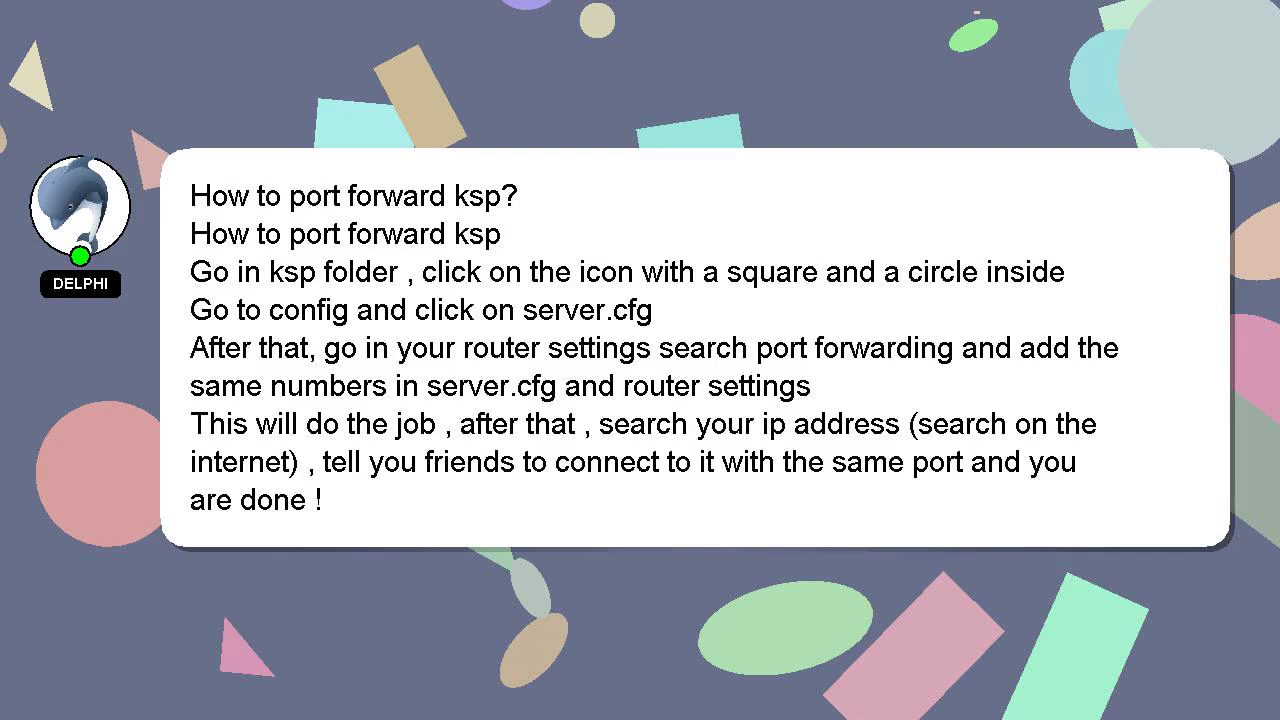 DELPHI
How to port forward ksp?
How to port forward ksp
Go in ksp folder , click on the icon with a square and a circle inside
Go to config and click on server.cfg
After that, go in your router settings search port forwarding and add the
same numbers in server.cfg and router settings
This will do the job , after that , search your ip address (search on the
internet) , tell you friends to connect to it with the same port and you
are done !